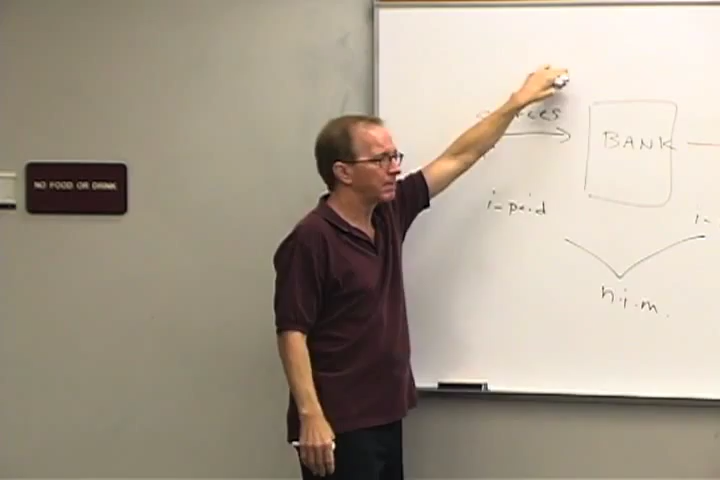 NO FOOD OR DRINK
BANK
i-paid
i-
n.i.m.